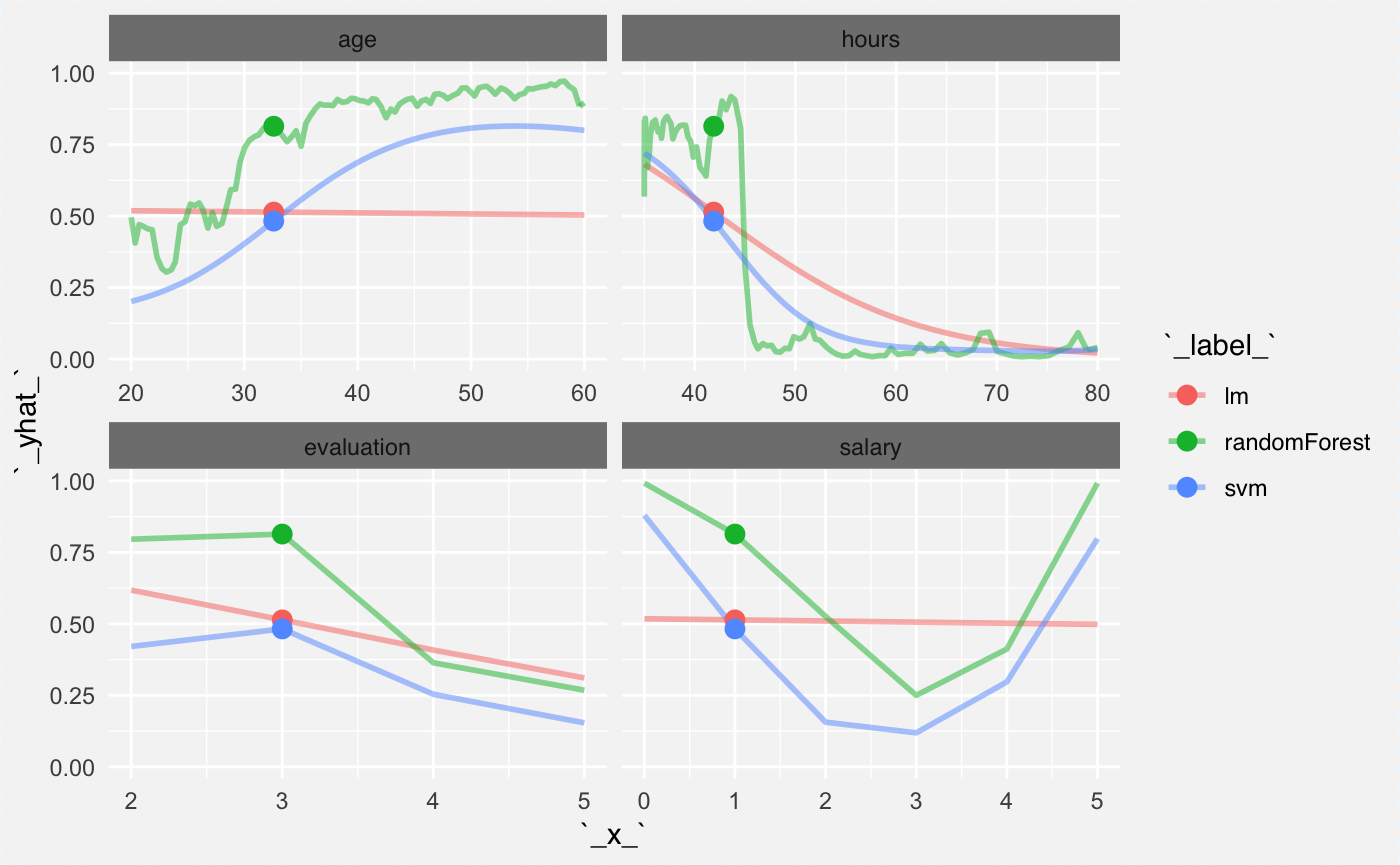 age
hours
1.00
0.75
0.50
0.25
0.00
20 30 40 50 60
40 50 60 70 80
evaluation
salary
1.00
0.75
0.50
0.25
0.00
2 3 4 5
0 1 2 3 4 5
`_x_`
`_yhat_`
`_label_`
lm
randomForest
svm